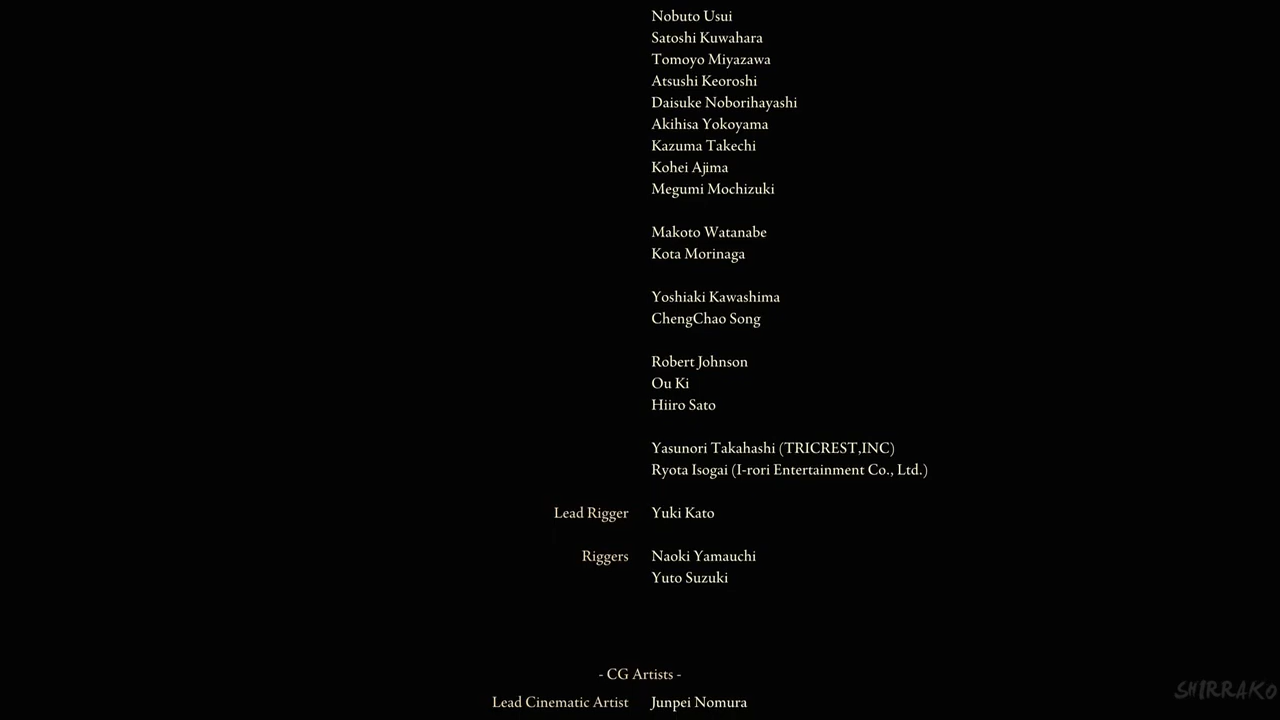 Nobuto Usui
Satoshi Kuwahara
Tomoyo Miyazawa
Atsushi Keoroshi
Daisuke Noborihayashi
Akihisa Yokoyama
Kazuma Takechi
Kohei Ajima
Megumi Mochizuki
Makoto Watanabe
Kota Morinaga
Yoshiaki Kawashima
ChengChao Song
Robert Johnson
Ou Ki
Hiiro Sato
Yasunori Takahashi (TRICREST,INC)
Ryota Isogai (I-rori Entertainment Co., Ltd.)
Lead Rigger Yuki Kato
Riggers Naoki Yamauchi
Yuto Suzuki
- CG Artists -
Lead Cinematic Artist Junpei Nomura
SHIRRAKO